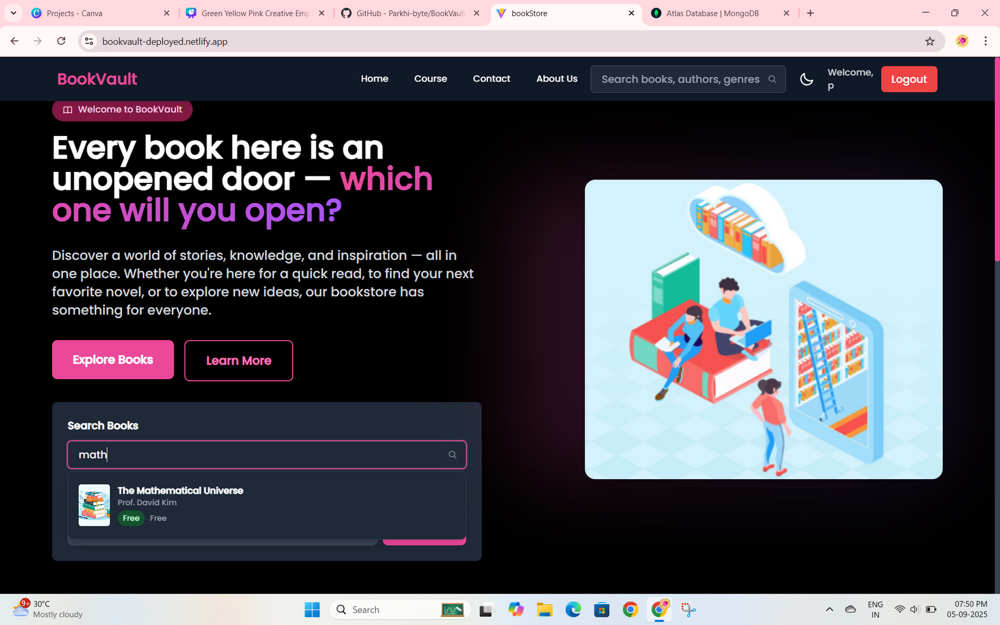 Projects - Canva
Green Yellow Pink Creative Emp
GitHub - Parkhi-byte/BookVault
bookStore
Atlas Database | MongoDB
bookvault-deployed.netlify.app
BookVault
Home
Course
Contact
About Us
Search books, authors, genres
Welcome,
p
Logout
Welcome to BookVault
Every book here is an
unopened door — which
one will you open?
Discover a world of stories, knowledge, and inspiration — all in
one place. Whether you're here for a quick read, to find your next
favorite novel, or to explore new ideas, our bookstore has
something for everyone.
Explore Books
Learn More
Search Books
math
The Mathematical Universe
Prof. David Kim
Free Free
9+
30°C
Mostly cloudy
Search
ENG
IN
07:50 PM
05-09-2025